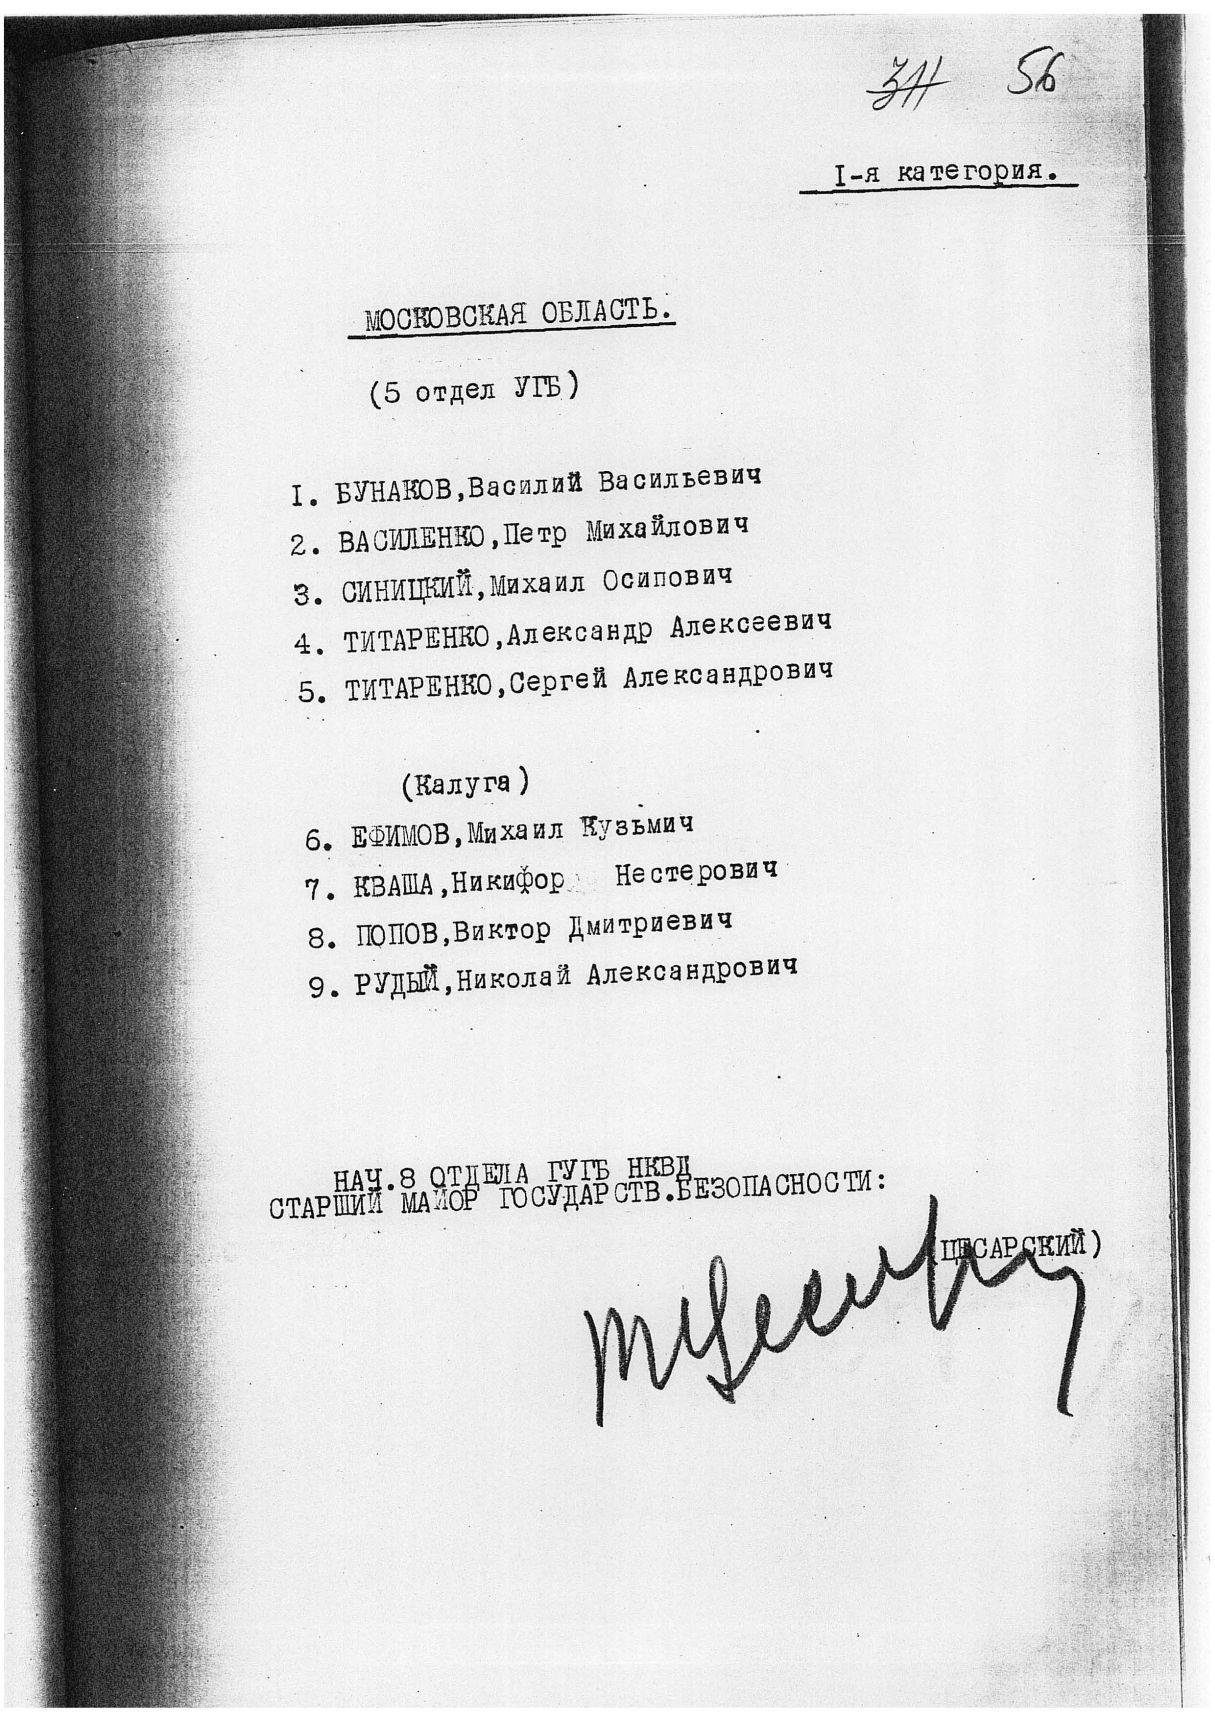 56
I-я категория.
МОСКОВСКАЯ ОБЛАСТЬ.
(5 отдел УГБ)
I. БУНАКОВ,Василий Васильевич
2. ВАСИЛЕНКО,Петр Михайлович
3. СИНИЦКИЙ,Михаил Осипович
4. ТИТАРЕНКО,Александр Алексеевич
5. ТИТАРЕНКО,Сергей Александрович
(Калуга)
6. ЕФИМОВ,Михаил Кузьмич
7. КВАША,Никифор Нестерович
8. ПОПОВ,Виктор Дмитриевич
9. РУДЫЙ,Николай Александрович
НАЧ.8 ОТДЕЛА ГУГБ НКВД
СТАРШИЙ МАЙОР ГОСУДАРСТВ.БЕЗОПАСНОСТИ:
(ЦЕСАРСКИЙ)